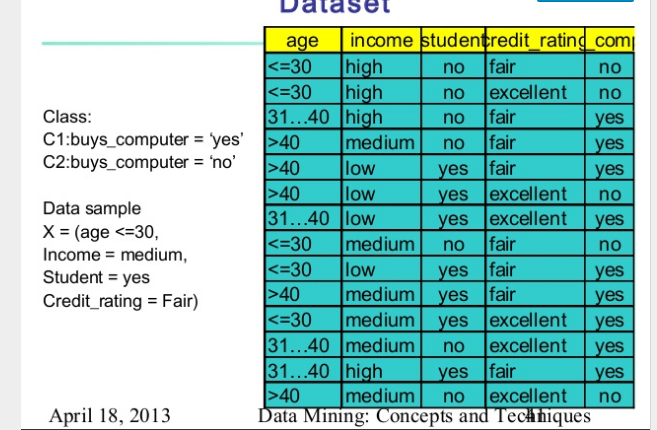 Dataset
age income student credit_rating _com
<=30 high no fair no
<=30 high no excellent no
31…40 high no fair yes
>40 medium no fair yes
>40 low yes fair yes
>40 low yes excellent no
31…40 low yes excellent yes
<=30 medium no fair no
<=30 low yes fair yes
>40 medium yes fair yes
<=30 medium yes excellent yes
31…40 medium no excellent yes
31…40 high yes fair yes
>40 medium no excellent no
Class:
C1:buys_computer = ‘yes’
C2:buys_computer = ‘no’
Data sample
X = (age <=30,
Income = medium,
Student = yes
Credit_rating = Fair)
April 18, 2013
Data Mining: Concepts and Techniques
41